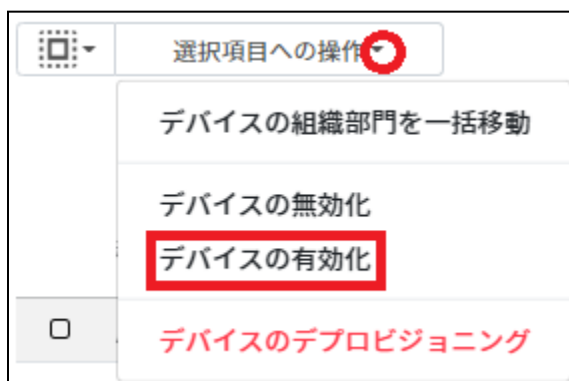 選択項目への操作
デバイスの組織部門を一括移動
デバイスの無効化
デバイスの有効化
デバイスのデプロビジョニング